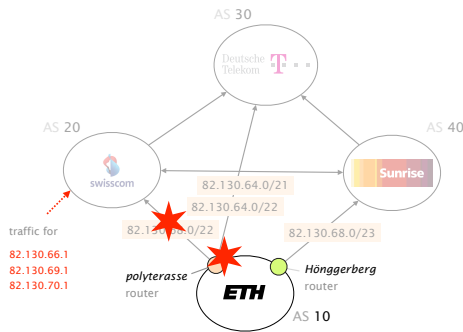 AS 30
Deutsche
Telekom
T
AS 20
AS 40
swisscom
Sunrise
82.130.64.0/21
82.130.64.0/22
traffic for
82.130.66.1
82.130.69.1
82.130.70.1
.0/22
82.130.68.0/23
polyterasse
router
Hönggerberg
router
ETH
AS 10